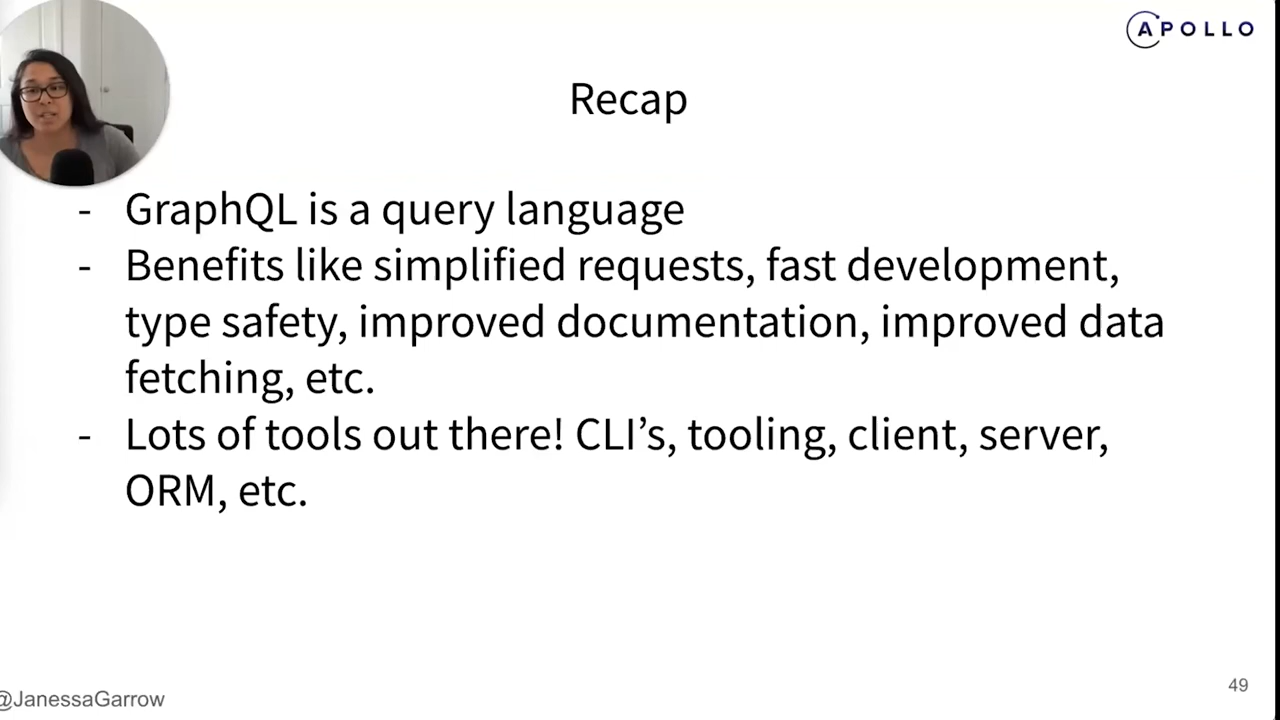 APOLLO
Recap
- GraphQL is a query language
- Benefits like simplified requests, fast development,
type safety, improved documentation, improved data
fetching, etc.
- Lots of tools out there! CLI’s, tooling, client, server,
ORM, etc.
@JanessaGarrow
49